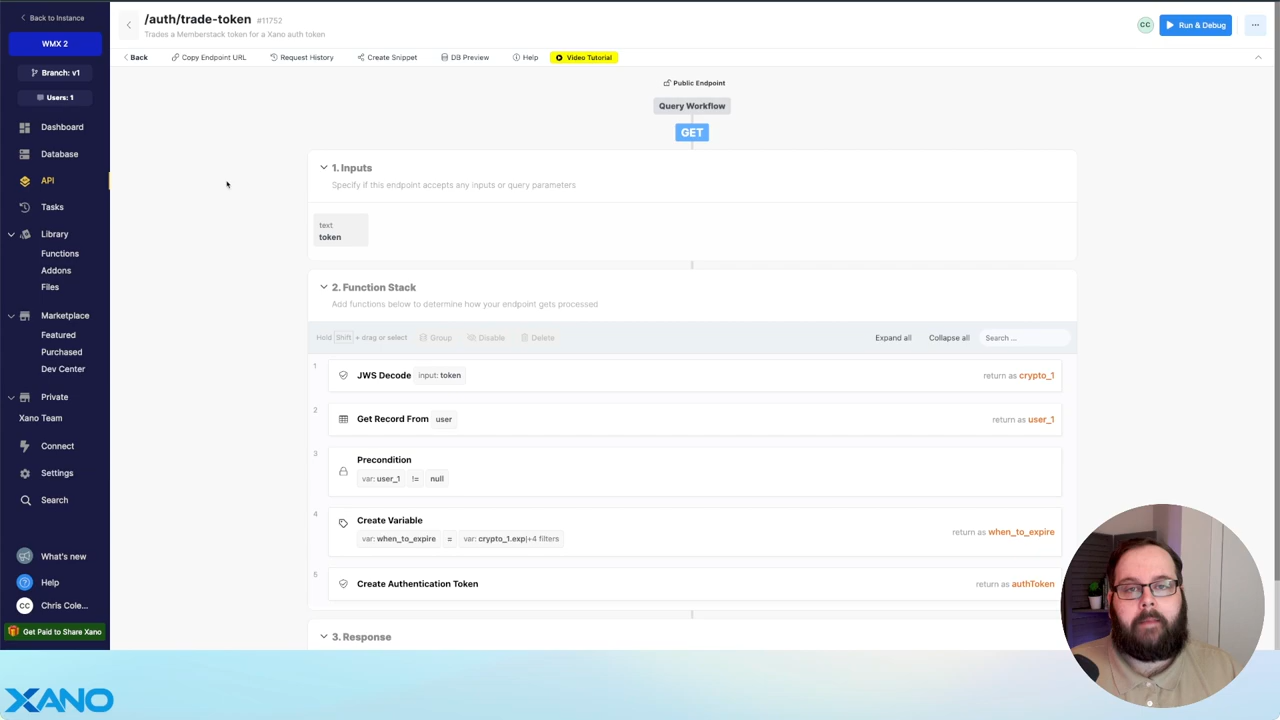 Back to Instance
WMX 2
Branch: v1
Users: 1
Dashboard
Database
API
Tasks
Library
Functions
Addons
Files
Marketplace
Featured
Purchased
Dev Center
Private
Xano Team
Connect
Settings
Search
What's new
Help
CC Chris Cole...
Get Paid to Share Xano
/auth/trade-token #11752
Trades a Memberstack token for a Xano auth token
CC Run & Debug ...
Back Copy Endpoint URL Request History Create Snippet DB Preview Help Video Tutorial
Public Endpoint
Query Workflow
GET
1. Inputs
Specify if this endpoint accepts any inputs or query parameters
text
token
2. Function Stack
Add functions below to determine how your endpoint gets processed
Hold Shift + drag or select Group Disable Delete Expand all Collapse all Search ...
1 JWS Decode input: token return as crypto_1
2 Get Record From user return as user_1
3 Precondition
var: user_1 != null
4 Create Variable
var: when_to_expire = var: crypto_1.exp|+4 filters return as when_to_expire
5 Create Authentication Token return as authToken
3. Response
XANO